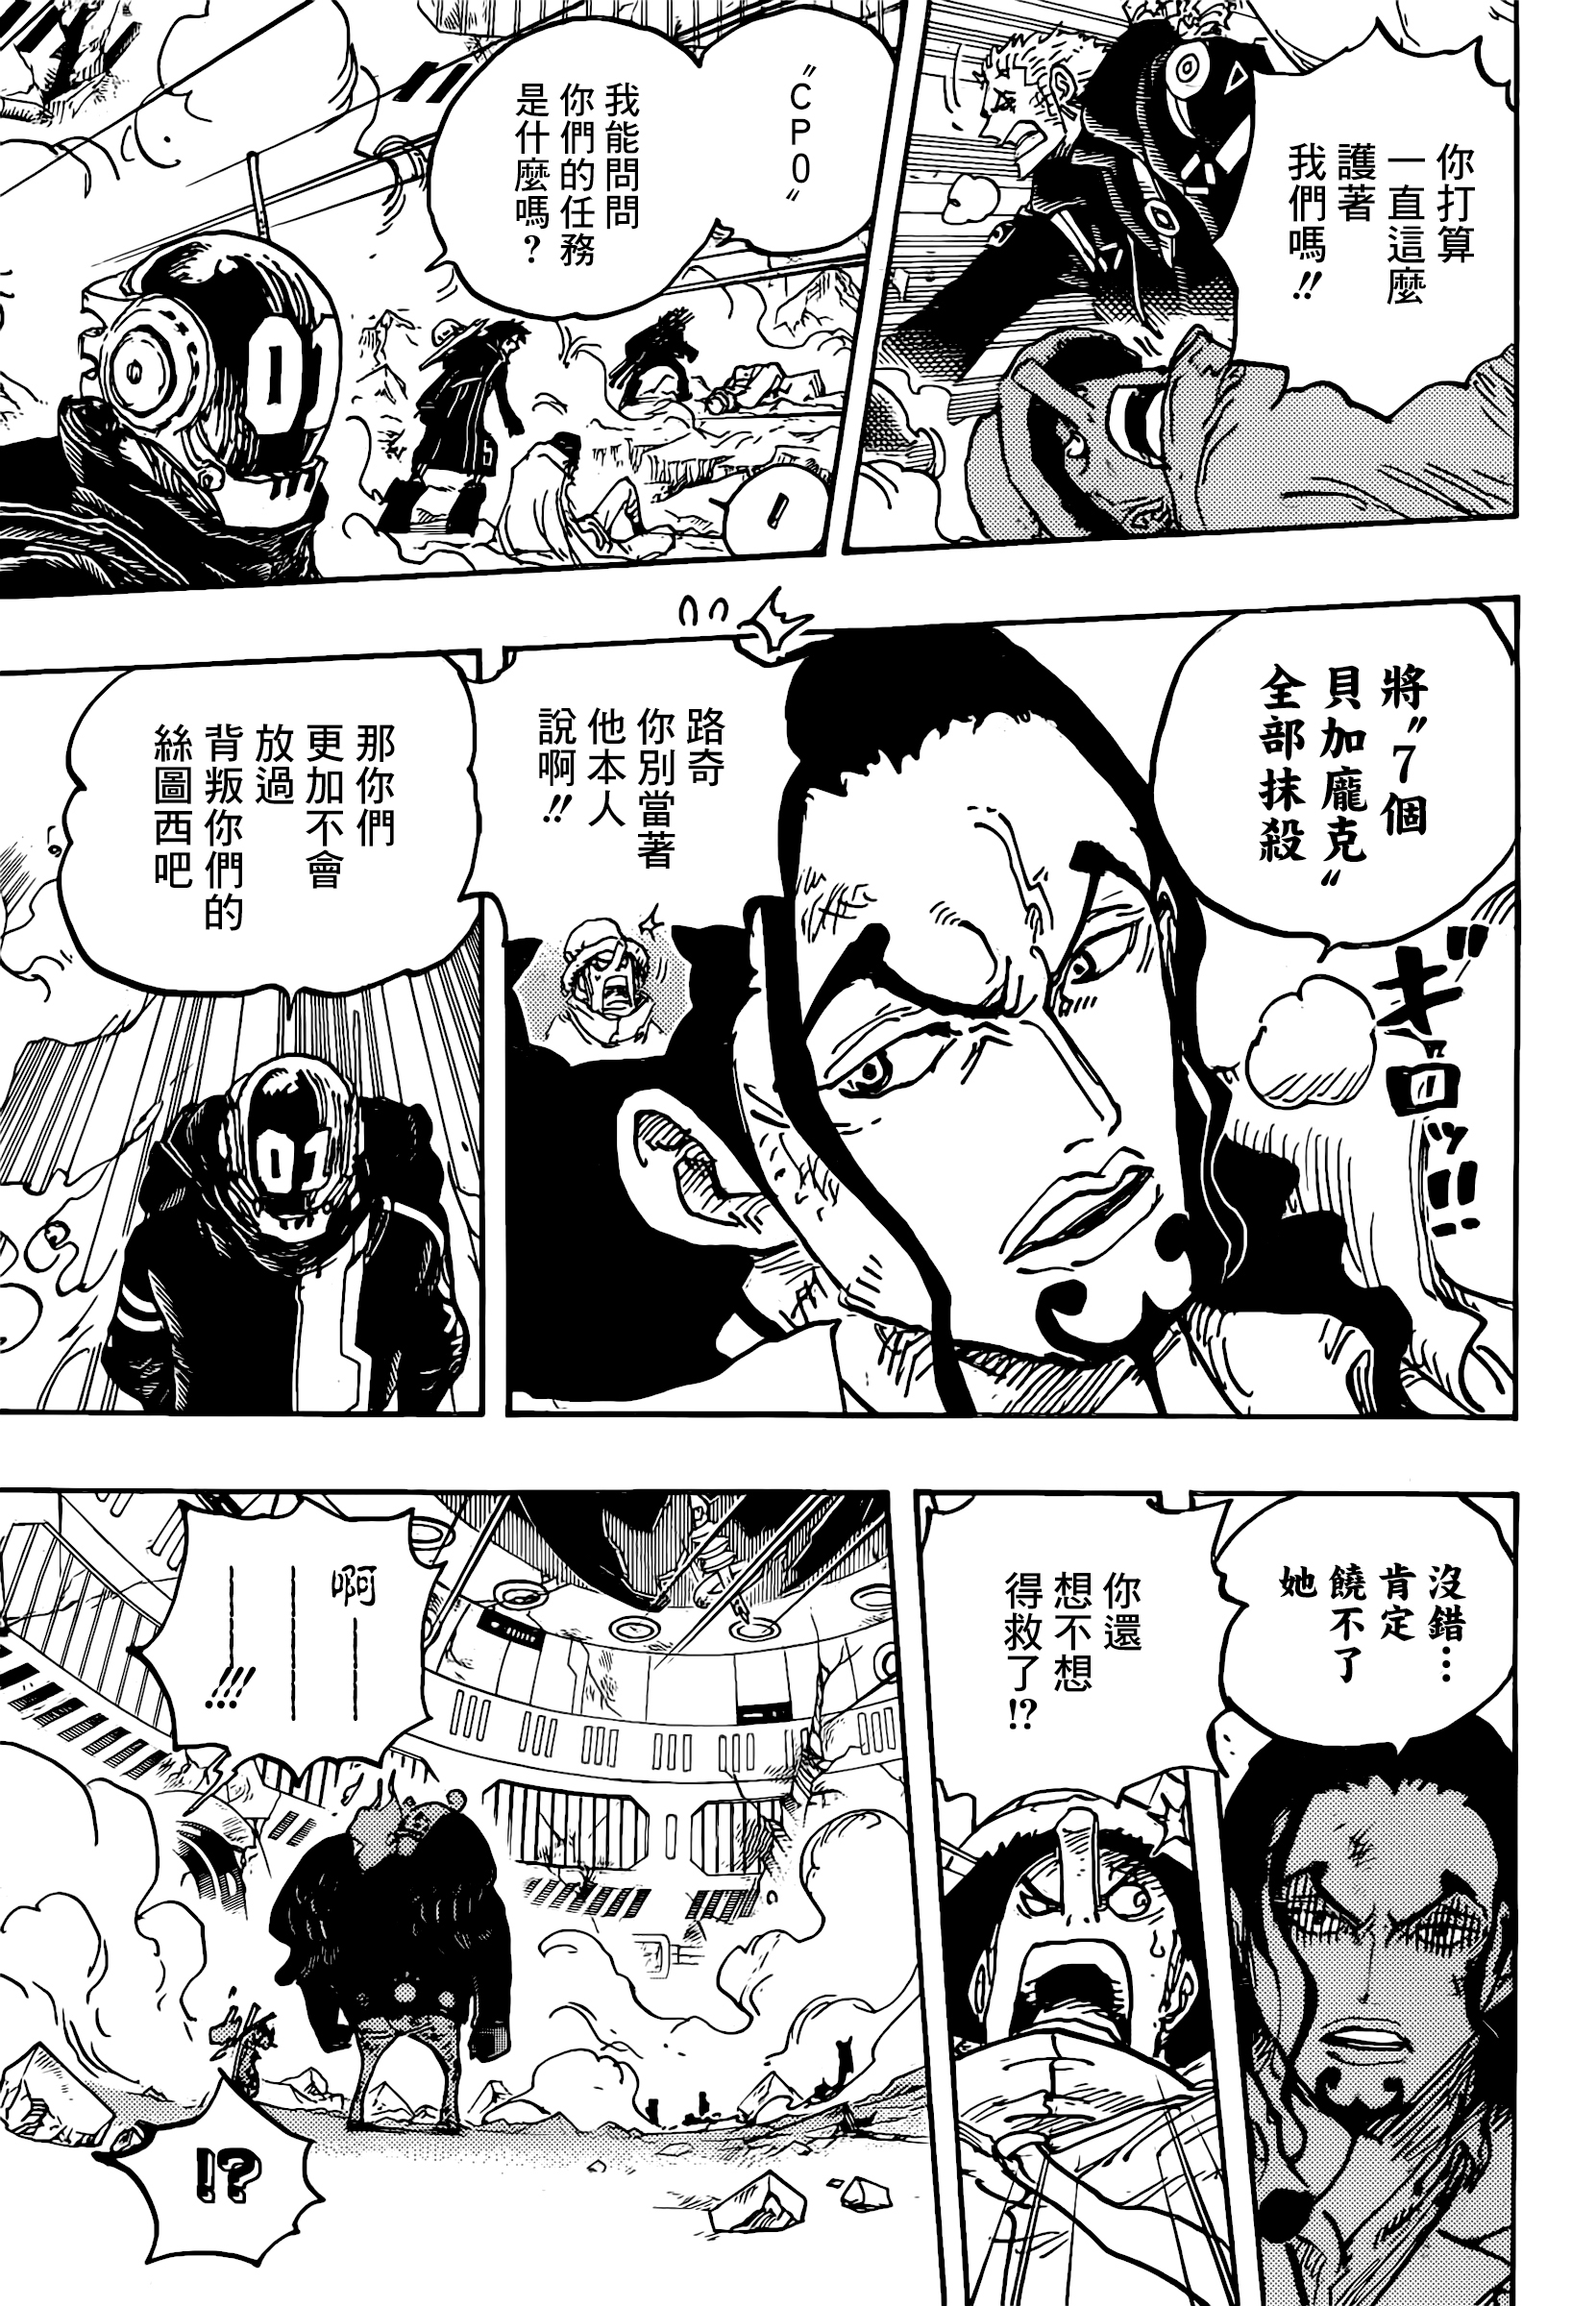 你打算
一直這麼
護著
我們嗎!!
〝CP0〞
我能問問
你們的任務
是什麼嗎?
01
5
將〝7個
貝加龐克〞
全部抹殺
ギロッ!!
路奇
你別當著
他本人
說啊!!
那你們
更加不會
放過
背叛你們的
絲圖西吧
01
沒錯…
肯定
饒不了
她
你還
想不想
得救了!?
啊—
——
——!!!
!?